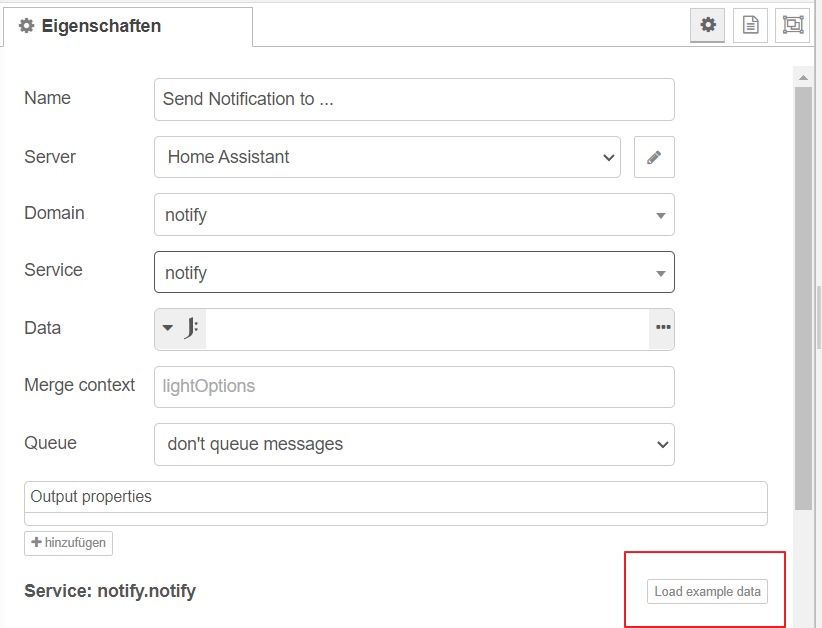 Eigenschaften
Name
Send Notification to ...
Server
Home Assistant
Domain
notify
Service
notify
Data
J:
Merge context
lightOptions
Queue
don't queue messages
Output properties
+ hinzufügen
Service: notify.notify
Load example data